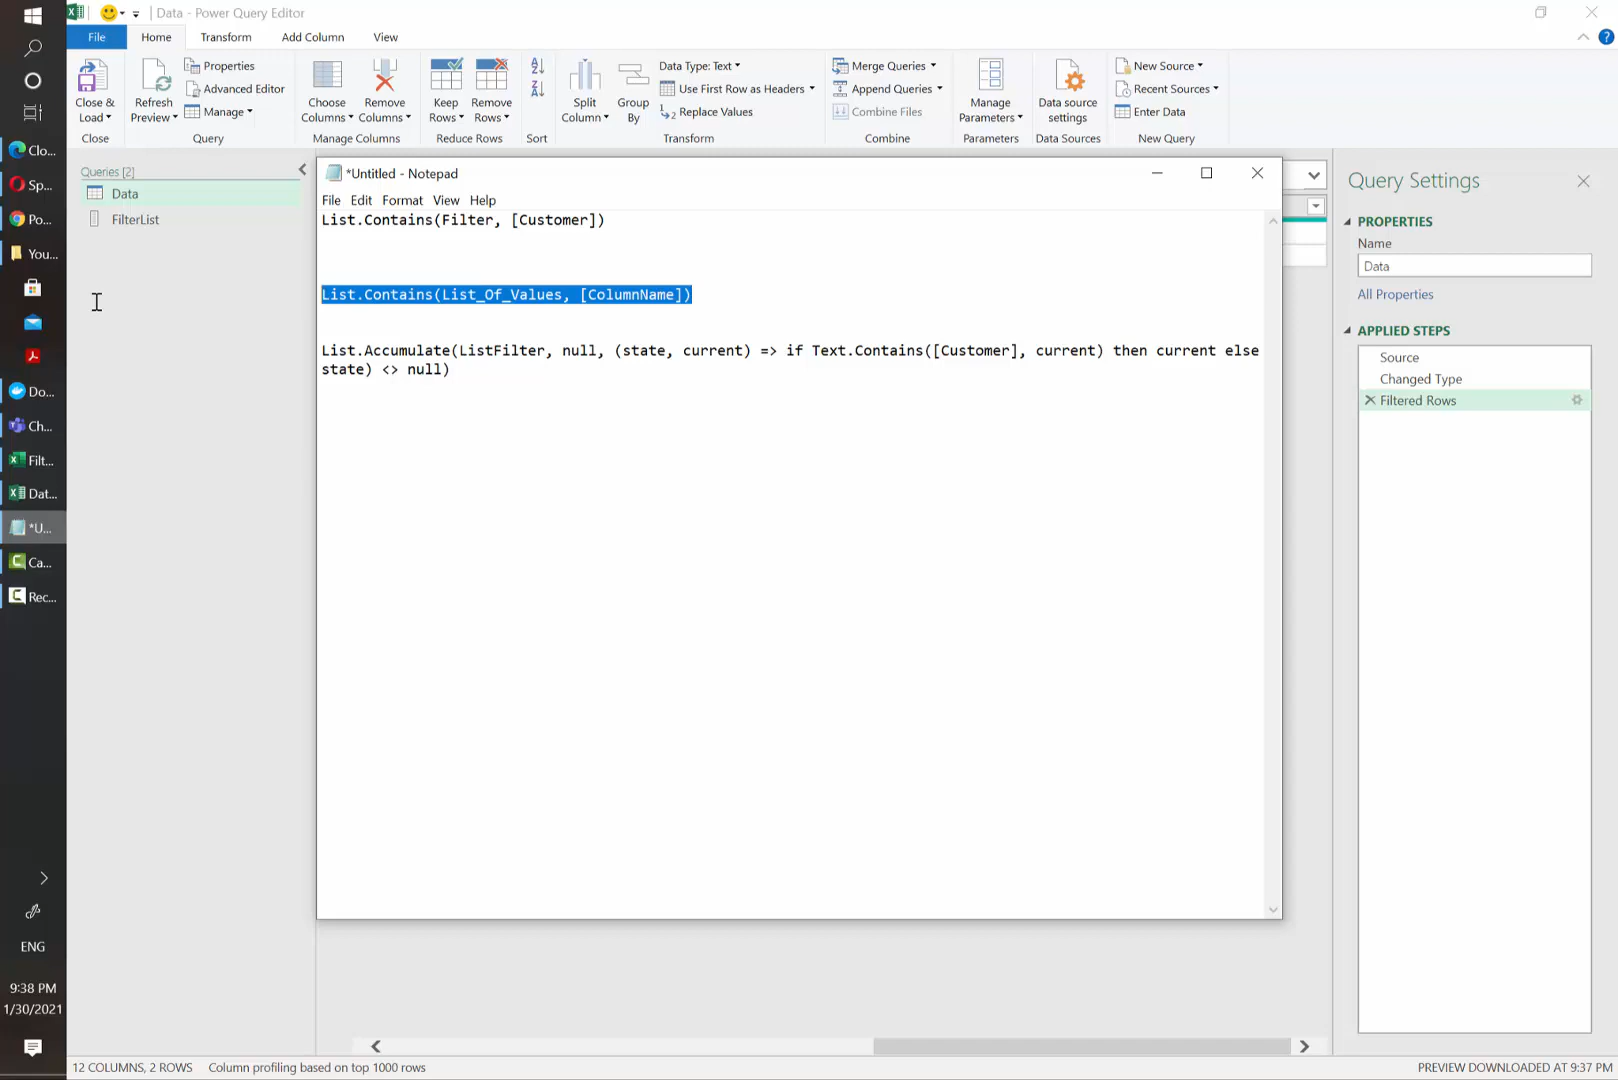 Data - Power Query Editor
File Home Transform Add Column View
Close & Load
Close
Refresh Preview
Properties
Advanced Editor
Manage
Query
Choose Columns
Remove Columns
Manage Columns
Keep Rows
Remove Rows
Reduce Rows
Sort
Split Column
Group By
Data Type: Text
Use First Row as Headers
Replace Values
Transform
Merge Queries
Append Queries
Combine Files
Combine
Manage Parameters
Parameters
Data source settings
Data Sources
New Source
Recent Sources
Enter Data
New Query
Clo...
Sp...
Po...
You...
Do...
Ch...
Filt...
Dat...
*U...
Ca...
Rec...
ENG
9:38 PM
1/30/2021
Queries [2]
Data
FilterList
*Untitled - Notepad
File Edit Format View Help
List.Contains(Filter, [Customer])
List.Contains(List_Of_Values, [ColumnName])
List.Accumulate(ListFilter, null, (state, current) => if Text.Contains([Customer], current) then current else
state) <> null)
Query Settings
PROPERTIES
Name
Data
All Properties
APPLIED STEPS
Source
Changed Type
Filtered Rows
12 COLUMNS, 2 ROWS Column profiling based on top 1000 rows
PREVIEW DOWNLOADED AT 9:37 PM